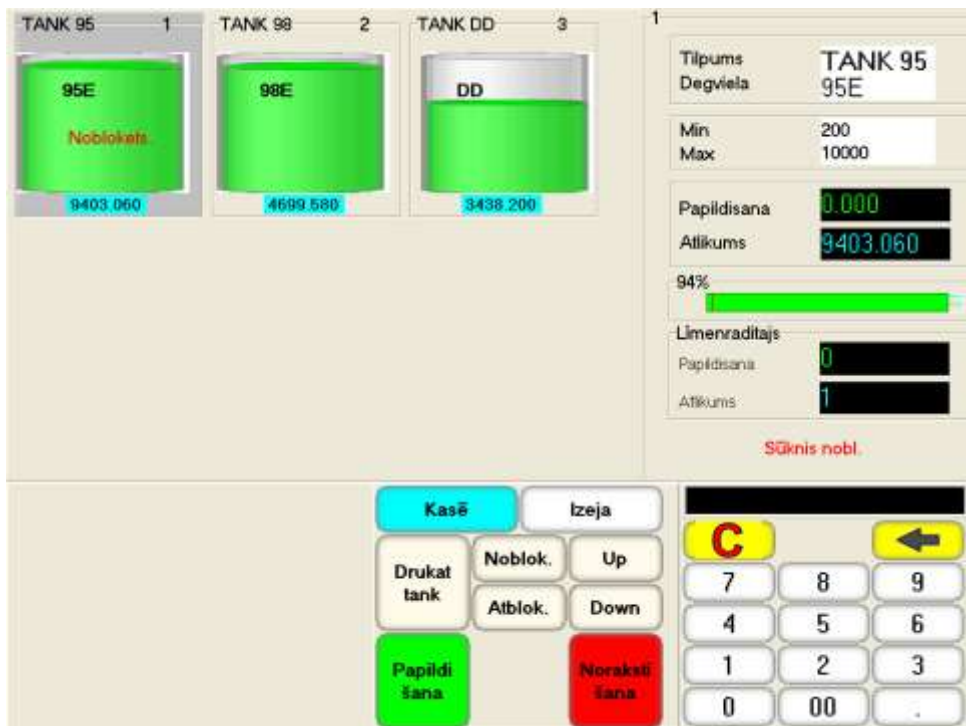 TANK 95 1
95E
Noblokets.
9403.060
TANK 98 2
98E
4699.580
TANK DD 3
DD
3438.200
1
Tilpums TANK 95
Degviela 95E
Min 200
Max 10000
Papildisana 0.000
Atlikums 9403.060
94%
Līmenraditajs
Papildisana 0
Atlikums 1
Sūknis nobl.
Kasē
Izeja
Drukat
tank
Noblok.
Up
Atblok.
Down
Papildi
šana
Noraksti
šana
C
7 8 9
4 5 6
1 2 3
0 00 .